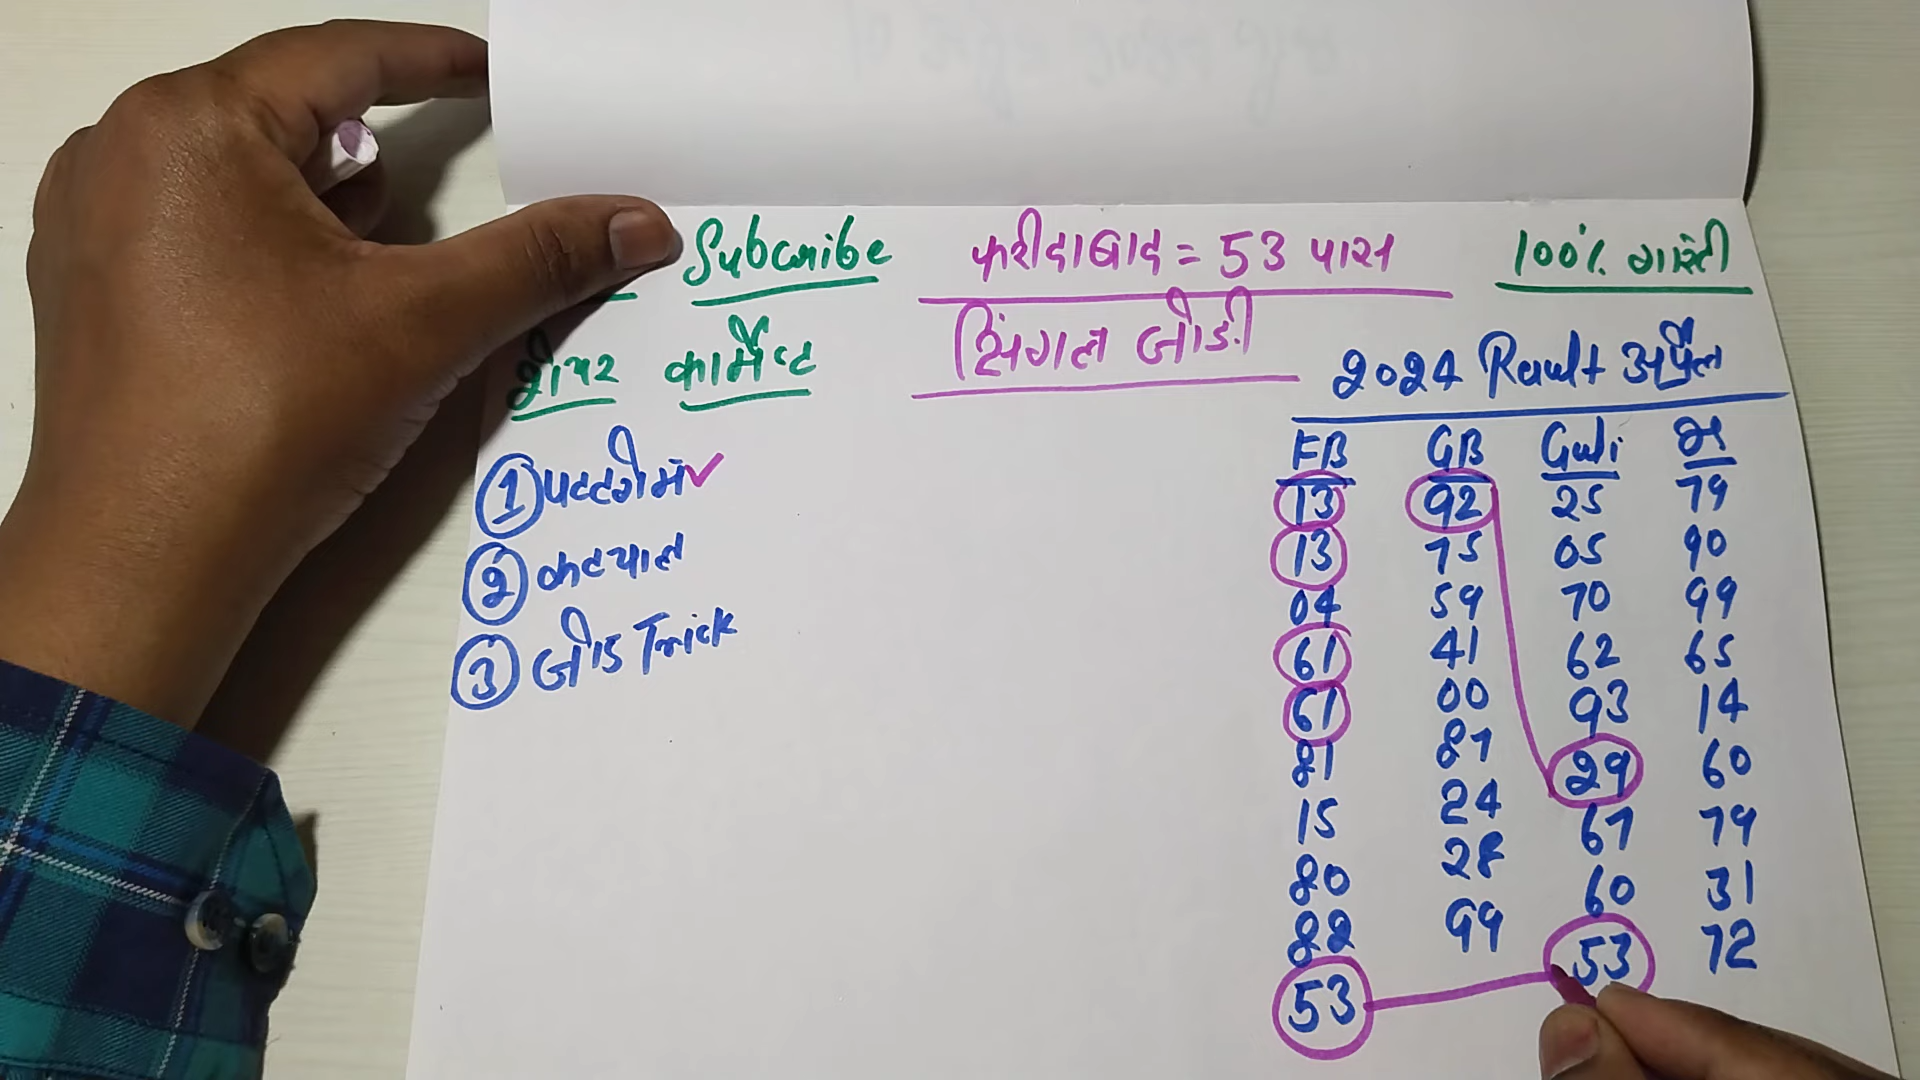 Subcribe फरीदाबाद = 53 पास 100% गारंटी
शेयर कामेंन्ट सिंगल जोडी 2024 Rault अप्रैल
FB GB Gali
① पलटगेम ✓ 13 92 25 79
13 75 05 90
② कटयाल 04 59 70 99
③ जोड Trick 61 41 62 65
61 00 93 14
81 87 29 60
15 24 67 79
80 28 60 31
82 99 53 72
53